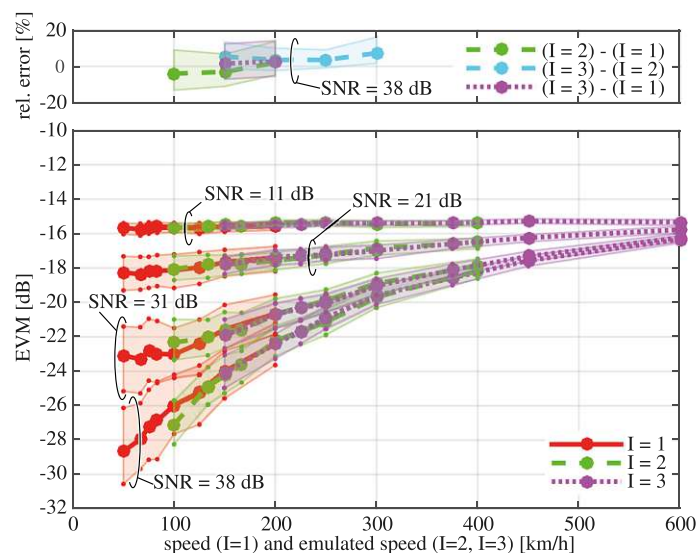 rel. error [%]
20
0
-20
(I = 2) - (I = 1)
(I = 3) - (I = 2)
(I = 3) - (I = 1)
SNR = 38 dB
EVM [dB]
-10
-12
-14
-16
-18
-20
-22
-24
-26
-28
-30
-32
SNR = 11 dB
SNR = 21 dB
SNR = 31 dB
SNR = 38 dB
I = 1
I = 2
I = 3
0 100 200 300 400 500 600
speed (I=1) and emulated speed (I=2, I=3) [km/h]